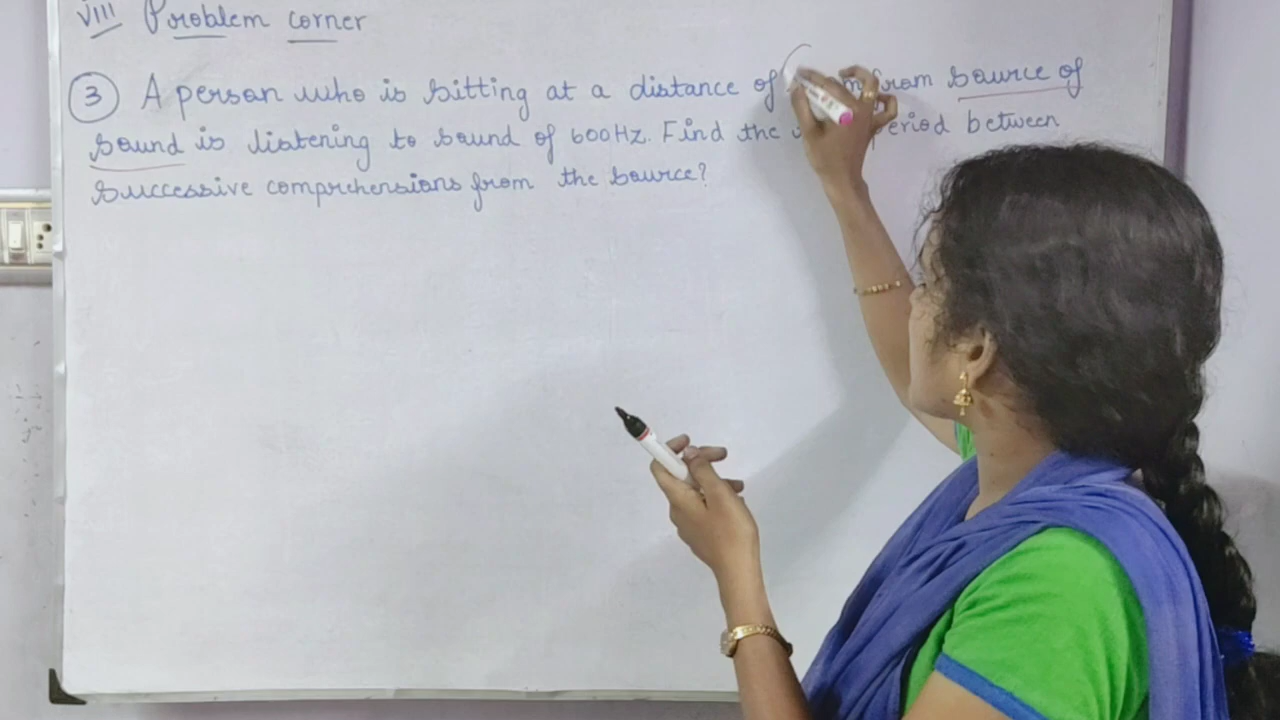 VIII Problem corner
3 A person who is sitting at a distance of from source of
sound is listening to sound of 600Hz. Find the between
successive comprehensions from the source?